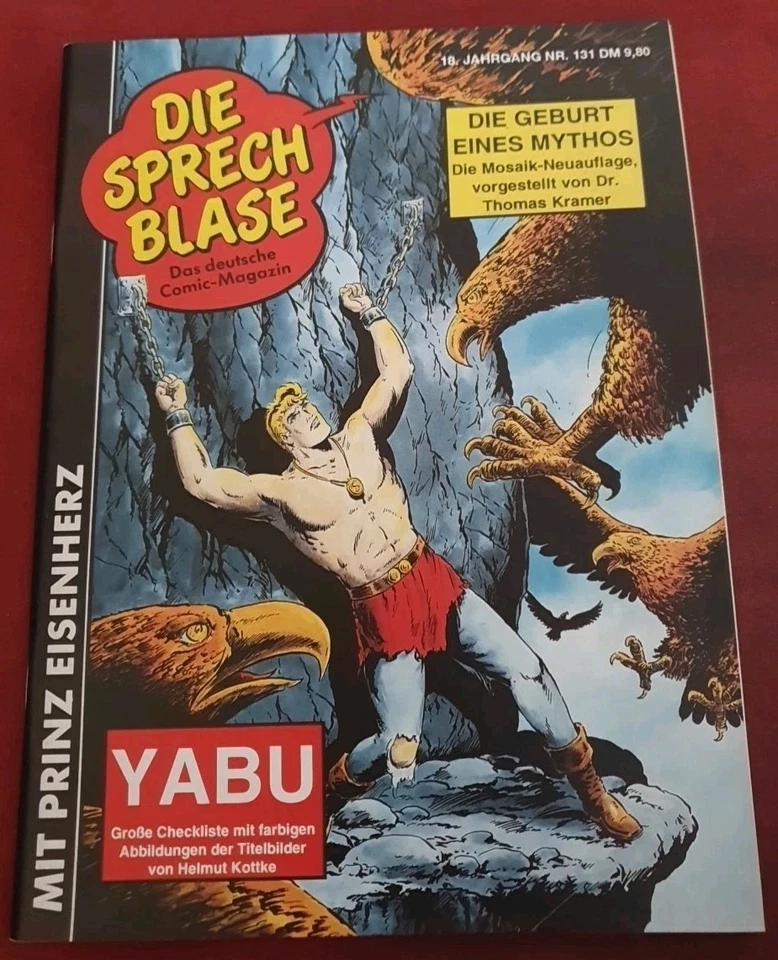 18. JAHRGANG NR. 131 DM 9,80
DIE
SPRECH
BLASE
Das deutsche
Comic-Magazin
DIE GEBURT
EINES MYTHOS
Die Mosaik-Neuauflage,
vorgestellt von Dr.
Thomas Kramer
MIT PRINZ EISENHERZ
YABU
Große Checkliste mit farbigen
Abbildungen der Titelbilder
von Helmut Kottke